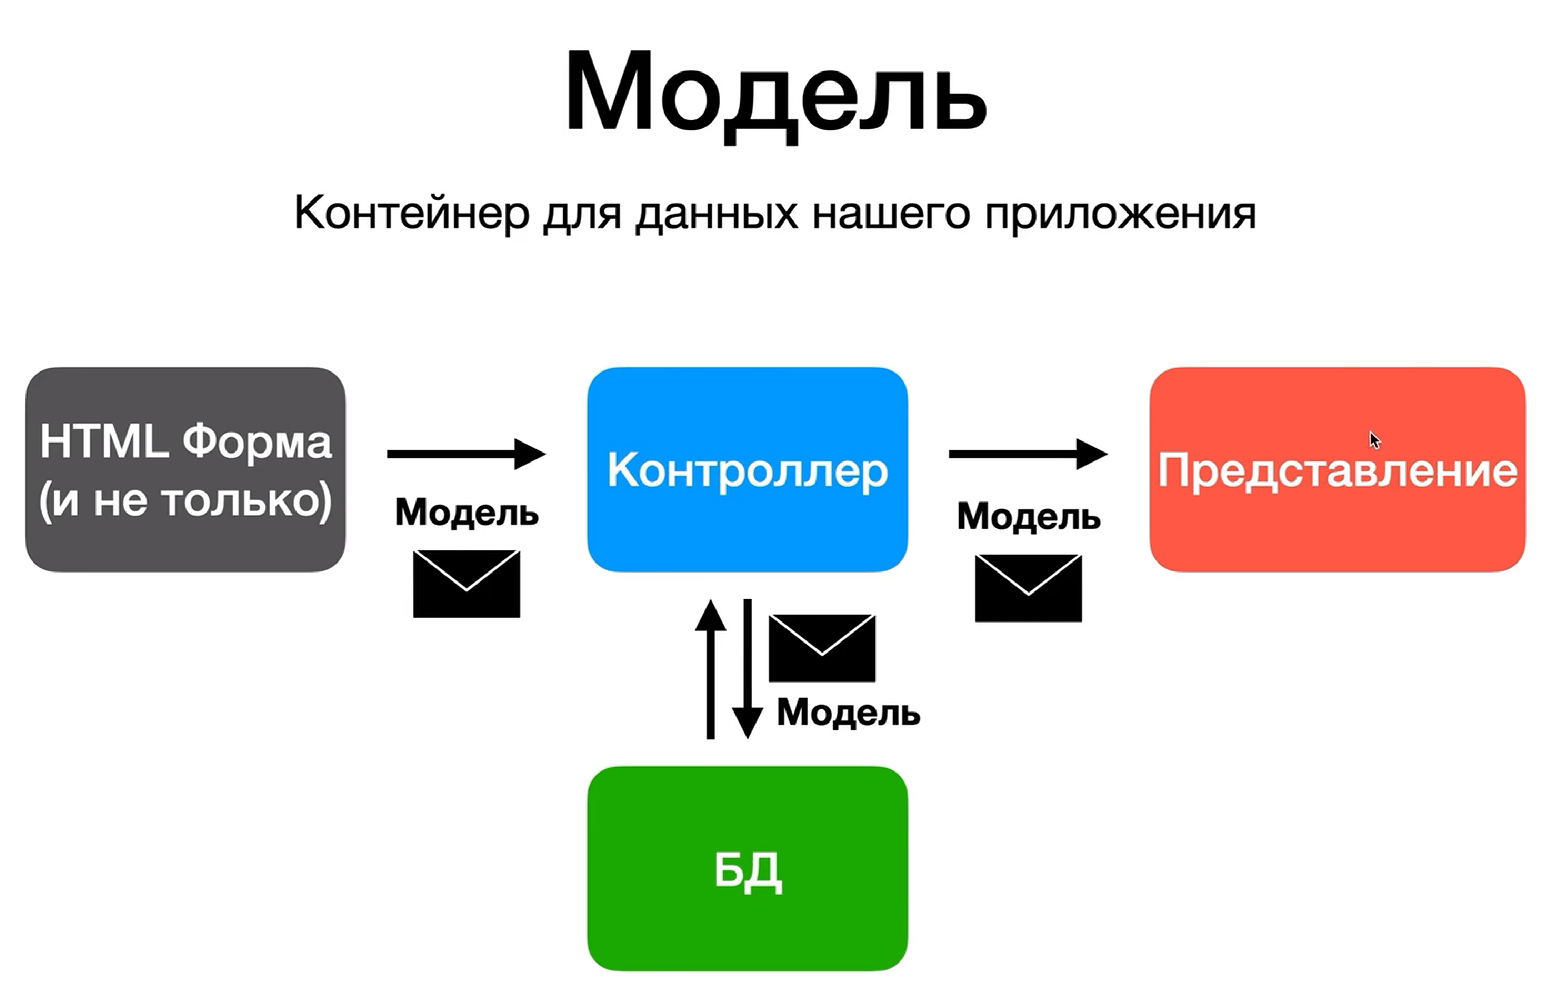 Модель
Контейнер для данных нашего приложения
HTML Форма
(и не только)
Модель
Контроллер
Модель
Представление
Модель
БД